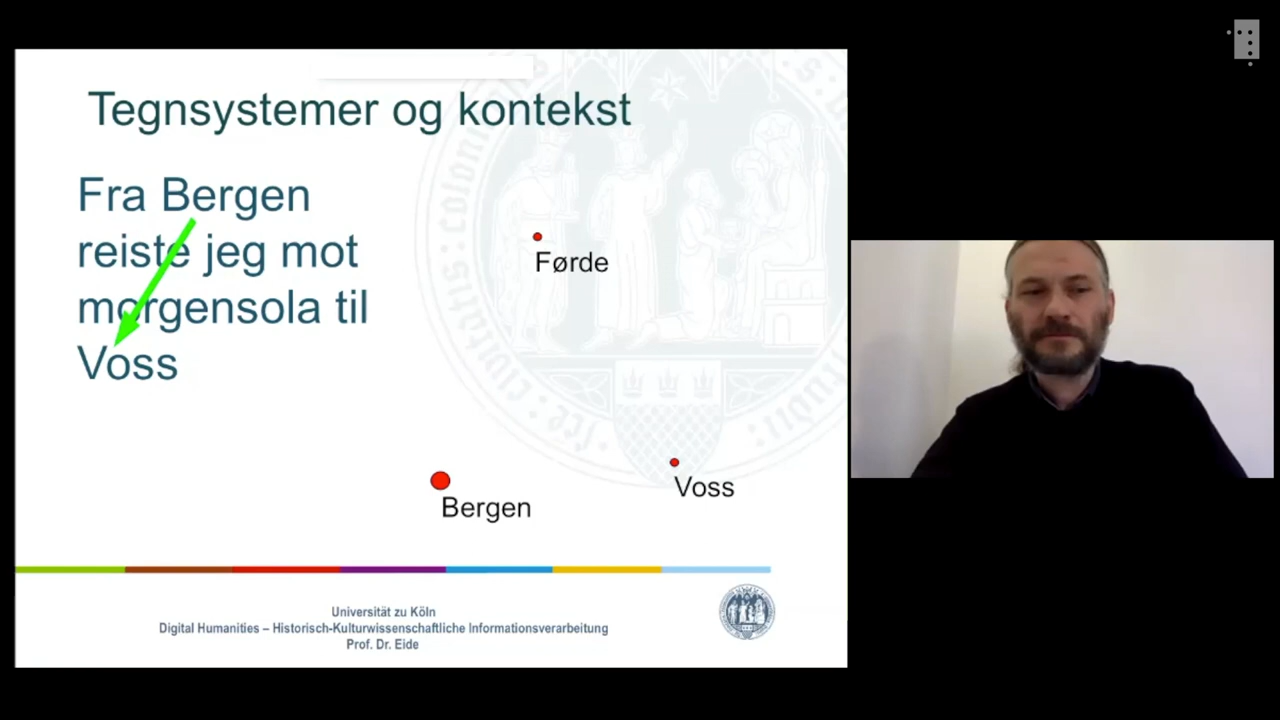 Tegnsystemer og kontekst
Fra Bergen
reiste jeg mot
morgensola til
Voss
Førde
Voss
Bergen
Universität zu Köln
Digital Humanities – Historisch-Kulturwissenschaftliche Informationsverarbeitung
Prof. Dr. Eide